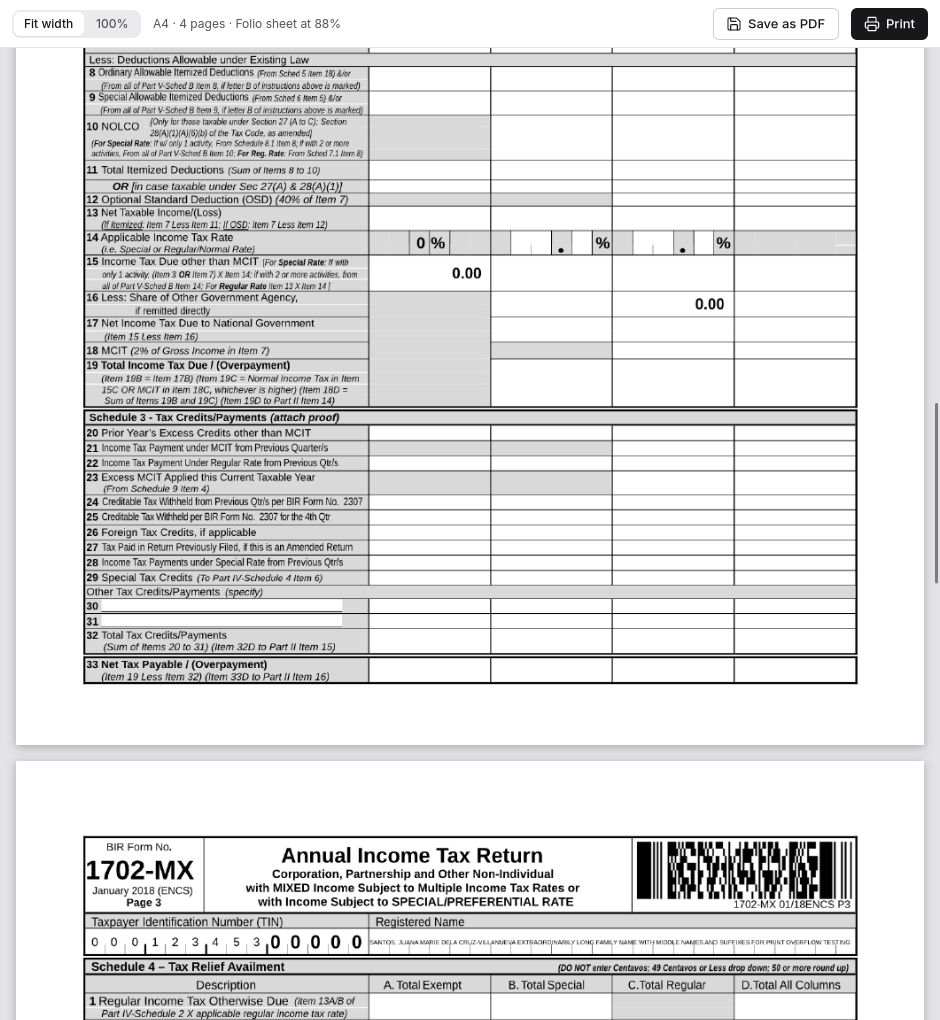 Fit width 100% A4 · 4 pages · Folio sheet at 88% Save as PDF Print
Less: Deductions Allowable under Existing Law
8 Ordinary Allowable Itemized Deductions (From Sched 5 Item 18) &/or
(From all of Part V-Sched B Item 8, if letter B of instructions above is marked)
9 Special Allowable Itemized Deductions (From Sched 6 Item 5) &/or
(From all of Part V-Sched B Item 9, if letter B of instructions above is marked)
10 NOLCO [Only for those taxable under Section 27 (A to C); Section
28(A)(1)(A)(6)(b) of the Tax Code, as amended]
(For Special Rate: If w/ only 1 activity, From Schedule 8.1 Item 8; if with 2 or more
activities, From all of Part V-Sched B Item 10; For Reg. Rate: From Sched 7.1 Item 8)
11 Total Itemized Deductions (Sum of Items 8 to 10)
OR [in case taxable under Sec 27(A) & 28(A)(1)]
12 Optional Standard Deduction (OSD) (40% of Item 7)
13 Net Taxable Income/(Loss)
(If Itemized: Item 7 Less Item 11; If OSD: Item 7 Less Item 12)
14 Applicable Income Tax Rate 0 % . % . %
(i.e. Special or Regular/Normal Rate)
15 Income Tax Due other than MCIT [For Special Rate: If with
only 1 activity, (Item 3 OR Item 7) X Item 14; if with 2 or more activities, from 0.00
all of Part V-Sched B Item 14; For Regular Rate Item 13 X Item 14 ]
16 Less: Share of Other Government Agency, 0.00
if remitted directly
17 Net Income Tax Due to National Government
(Item 15 Less Item 16)
18 MCIT (2% of Gross Income in Item 7)
19 Total Income Tax Due / (Overpayment)
(Item 19B = Item 17B) (Item 19C = Normal Income Tax in Item
15C OR MCIT in Item 18C, whichever is higher) (Item 18D =
Sum of Items 19B and 19C) (Item 19D to Part II Item 14)
Schedule 3 - Tax Credits/Payments (attach proof)
20 Prior Year's Excess Credits other than MCIT
21 Income Tax Payment under MCIT from Previous Quarter/s
22 Income Tax Payment Under Regular Rate from Previous Qtr/s
23 Excess MCIT Applied this Current Taxable Year
(From Schedule 9 Item 4)
24 Creditable Tax Withheld from Previous Qtr/s per BIR Form No. 2307
25 Creditable Tax Withheld per BIR Form No. 2307 for the 4th Qtr
26 Foreign Tax Credits, if applicable
27 Tax Paid in Return Previously Filed, if this is an Amended Return
28 Income Tax Payments under Special Rate from Previous Qtr/s
29 Special Tax Credits (To Part IV-Schedule 4 Item 6)
Other Tax Credits/Payments (specify)
30
31
32 Total Tax Credits/Payments
(Sum of Items 20 to 31) (Item 32D to Part II Item 15)
33 Net Tax Payable / (Overpayment)
(Item 19 Less Item 32) (Item 33D to Part II Item 16)
BIR Form No.
1702-MX
January 2018 (ENCS)
Page 3
Annual Income Tax Return
Corporation, Partnership and Other Non-Individual
with MIXED Income Subject to Multiple Income Tax Rates or
with Income Subject to SPECIAL/PREFERENTIAL RATE
1702-MX 01/18ENCS P3
Taxpayer Identification Number (TIN) Registered Name
0 0 0 1 2 3 4 5 3 0 0 0 0 0 SANTOS, JUANA MARIE DELA CRUZ-VILLANUEVA EXTRAORDINARILY LONG FAMILY NAME WITH MIDDLE NAMES AND SUFFIXES FOR PRINT OVERFLOW TESTING
Schedule 4 – Tax Relief Availment (DO NOT enter Centavos; 49 Centavos or Less drop down; 50 or more round up)
Description A. Total Exempt B. Total Special C.Total Regular D.Total All Columns
1 Regular Income Tax Otherwise Due (Item 13A/B of
Part IV-Schedule 2 X applicable regular income tax rate)